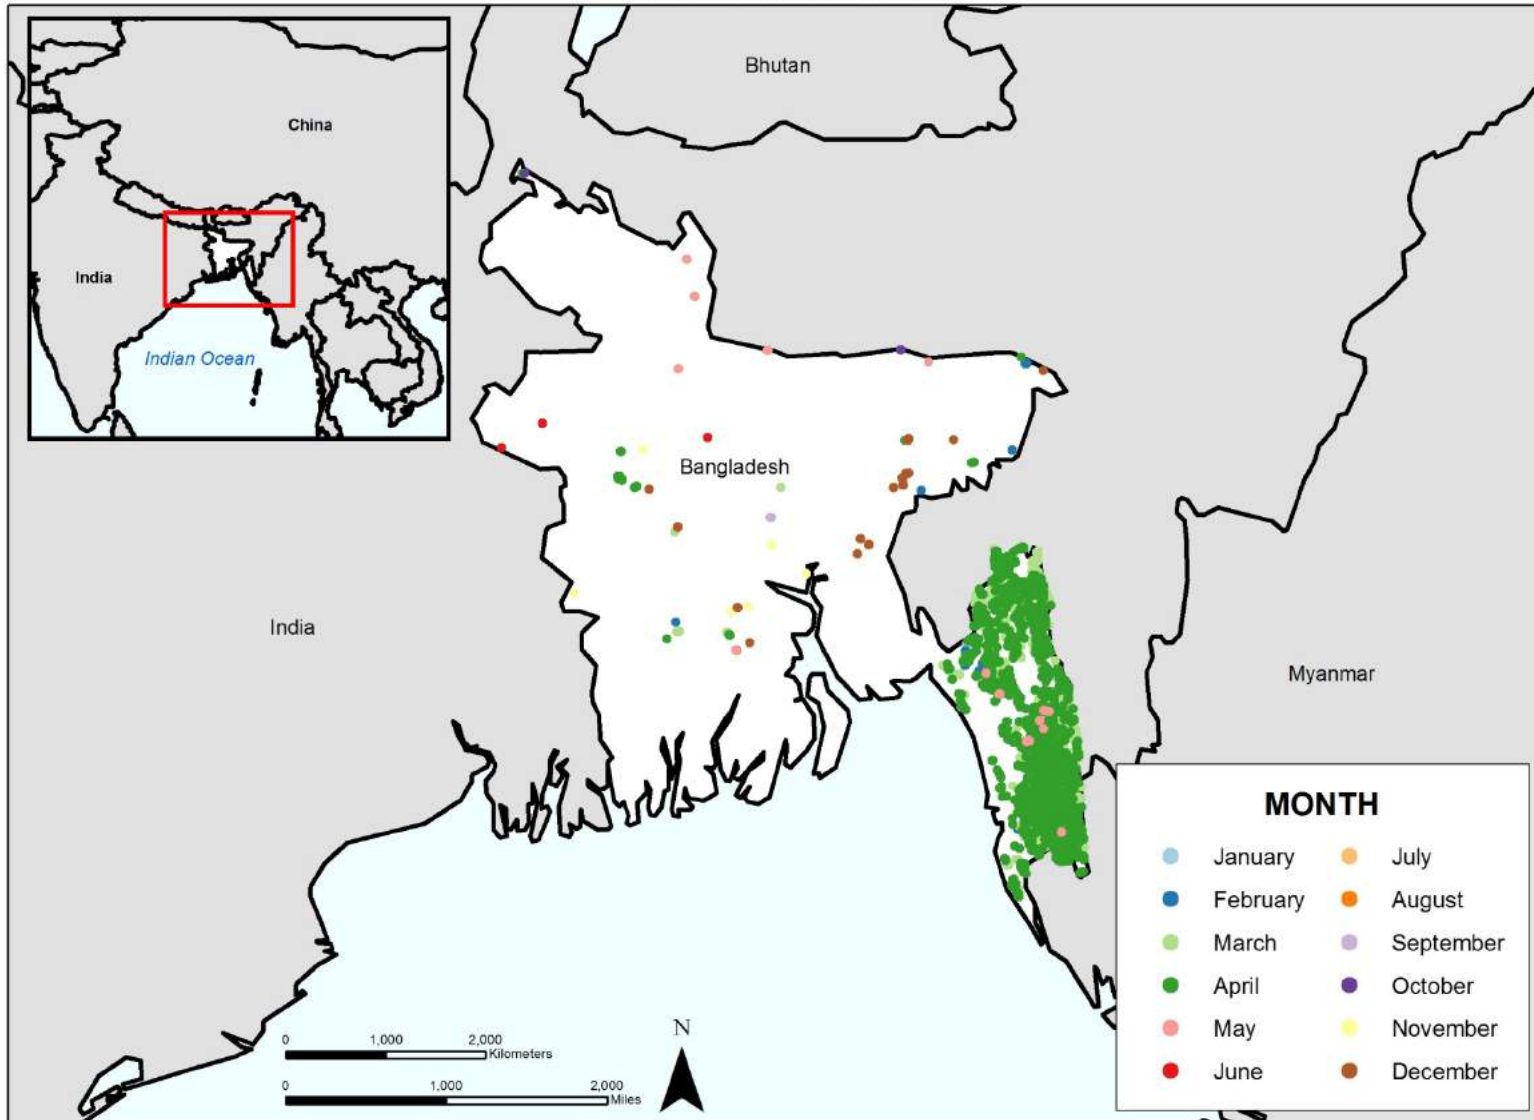 Bhutan
China
India
Indian Ocean
Bangladesh
India
Myanmar
MONTH
January
July
February
August
March
September
April
October
May
November
June
December
N
0 1,000 2,000
Kilometers
0 1,000 2,000
Miles